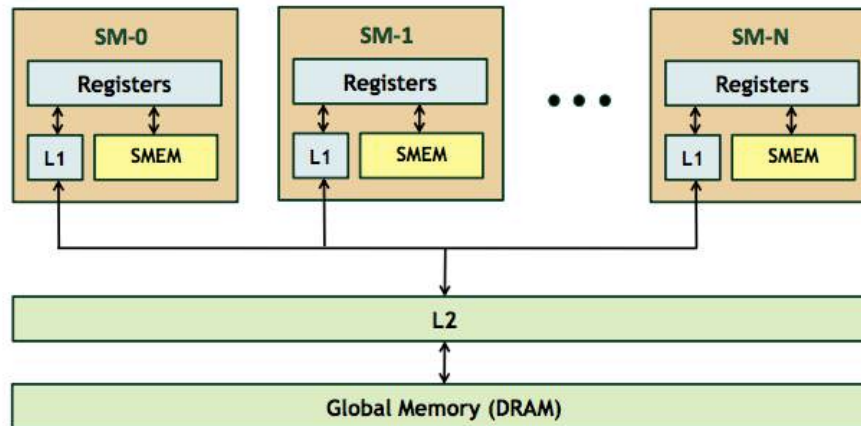 SM-0
SM-1
SM-N
Registers
Registers
Registers
L1
SMEM
L1
SMEM
L1
SMEM
L2
Global Memory (DRAM)